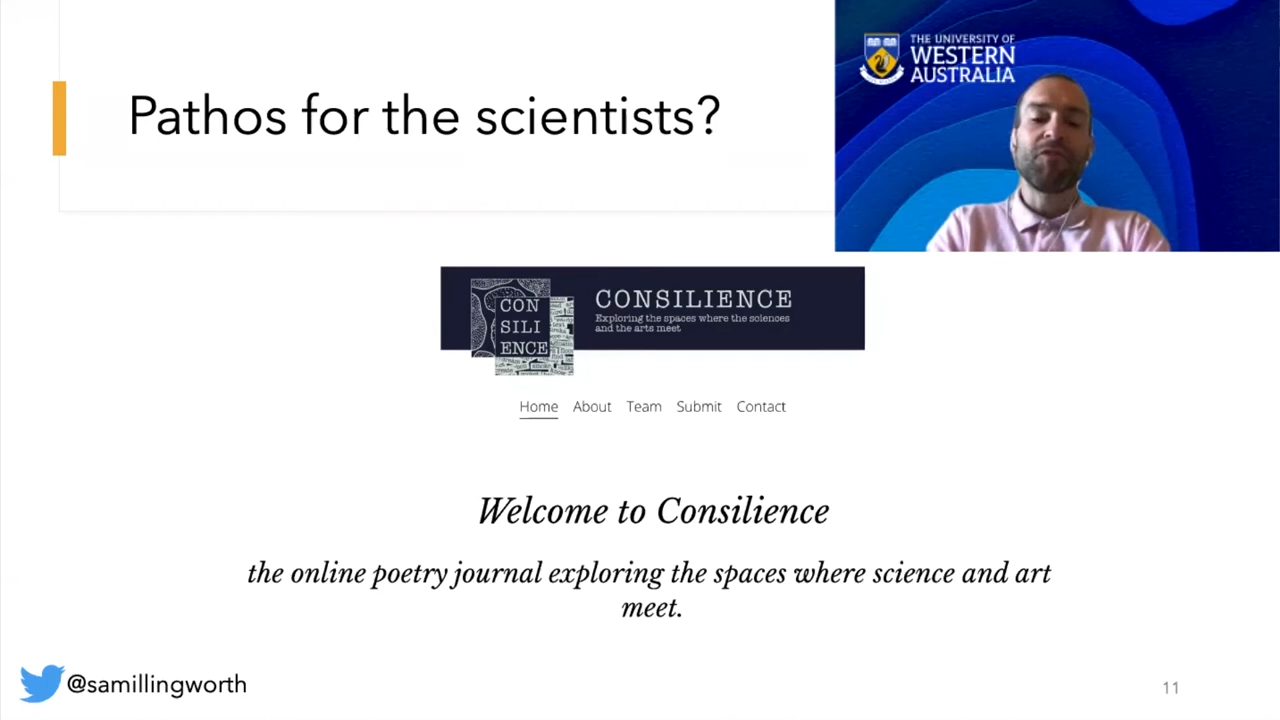 THE UNIVERSITY OF
WESTERN
AUSTRALIA
Pathos for the scientists?
CON
SILI
ENCE
CONSILIENCE
Exploring the spaces where the sciences
and the arts meet
Home About Team Submit Contact
Welcome to Consilience
the online poetry journal exploring the spaces where science and art
meet.
@samillingworth
11